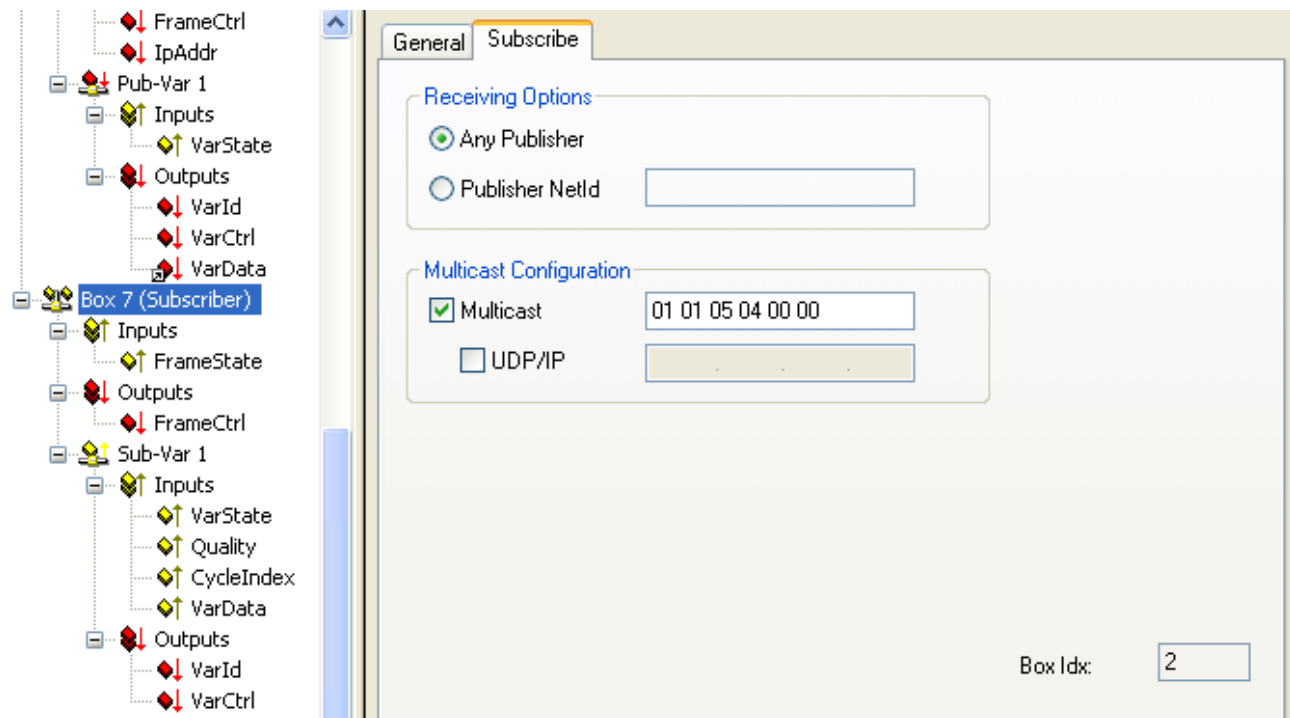 FrameCtrl
IpAddr
Pub-Var 1
Inputs
VarState
Outputs
VarId
VarCtrl
VarData
Box 7 (Subscriber)
Inputs
FrameState
Outputs
FrameCtrl
Sub-Var 1
Inputs
VarState
Quality
CycleIndex
VarData
Outputs
VarId
VarCtrl
General Subscribe
Receiving Options
Any Publisher
Publisher NetId
Multicast Configuration
Multicast 01 01 05 04 00 00
UDP/IP . . .
Box Idx: 2